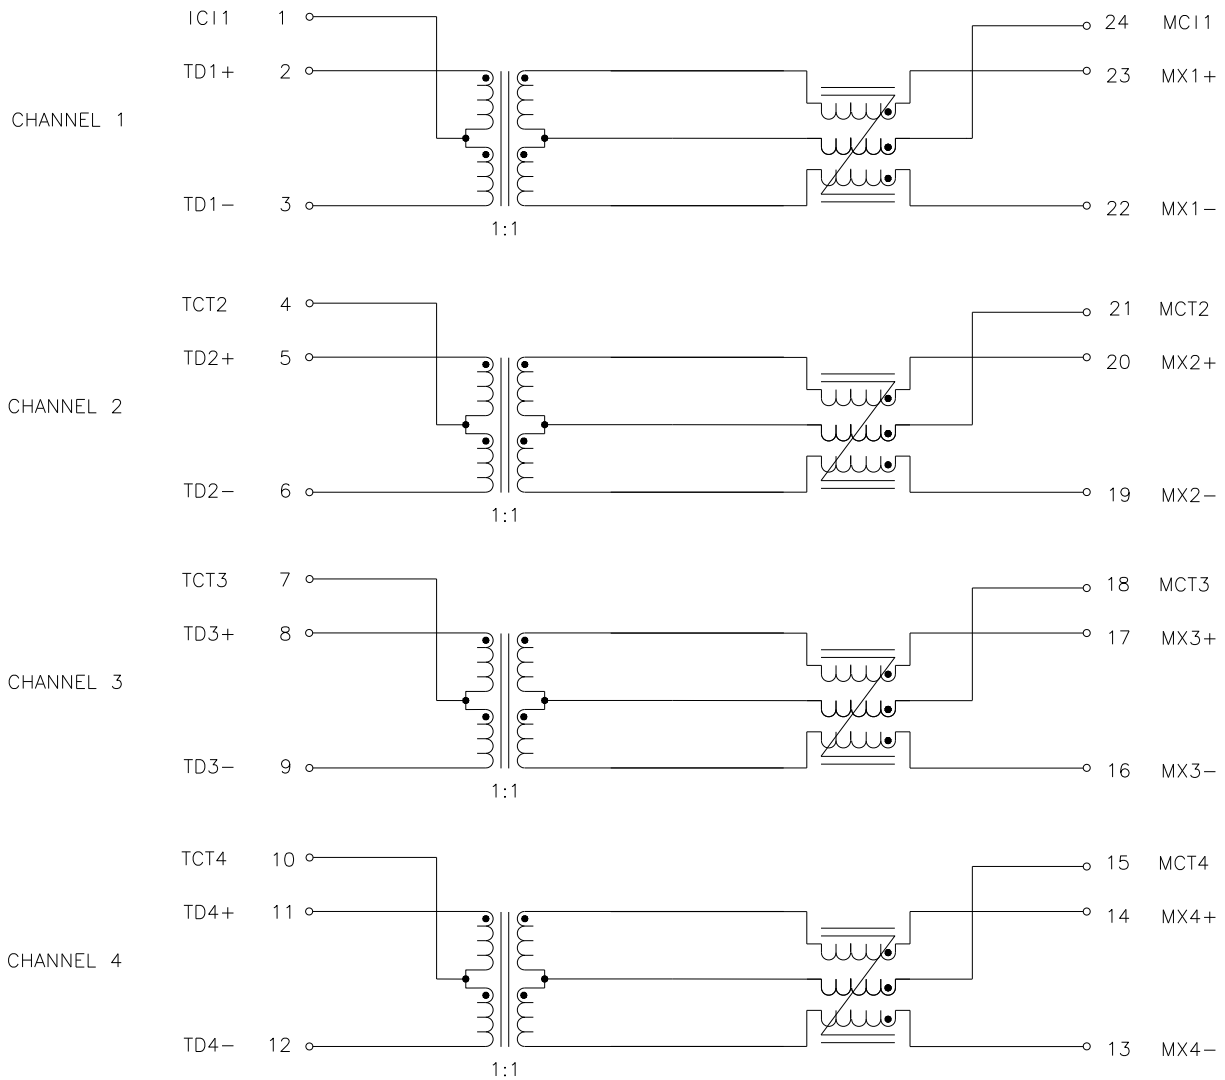 ICI1 1 24 MCI1
TD1+ 2 23 MX1+
CHANNEL 1
TD1− 3 22 MX1−
1:1
TCT2 4 21 MCT2
TD2+ 5 20 MX2+
CHANNEL 2
TD2− 6 19 MX2−
1:1
TCT3 7 18 MCT3
TD3+ 8 17 MX3+
CHANNEL 3
TD3− 9 16 MX3−
1:1
TCT4 10 15 MCT4
TD4+ 11 14 MX4+
CHANNEL 4
TD4− 12 13 MX4−
1:1